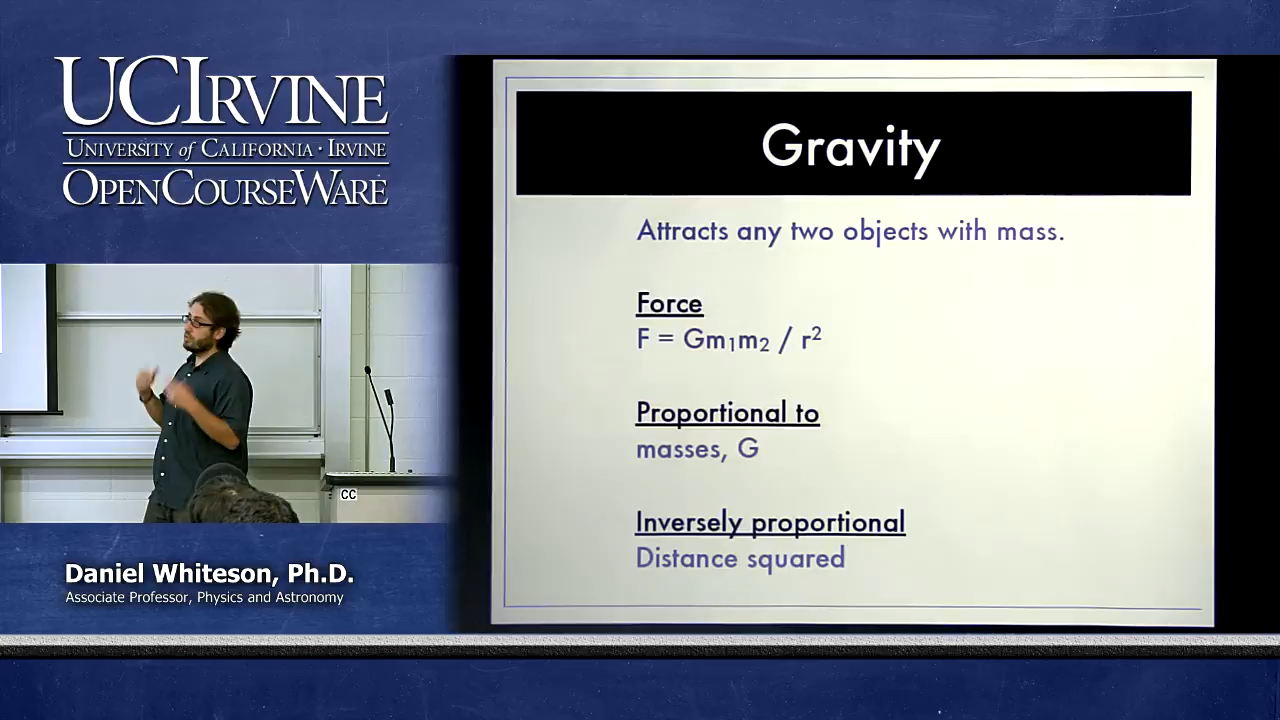 UCIRVINE
UNIVERSITY of CALIFORNIA · IRVINE
OPENCOURSEWARE
Gravity
Attracts any two objects with mass.
Force
F = Gm₁m₂ / r²
Proportional to
masses, G
Inversely proportional
Distance squared
CC
Daniel Whiteson, Ph.D.
Associate Professor, Physics and Astronomy